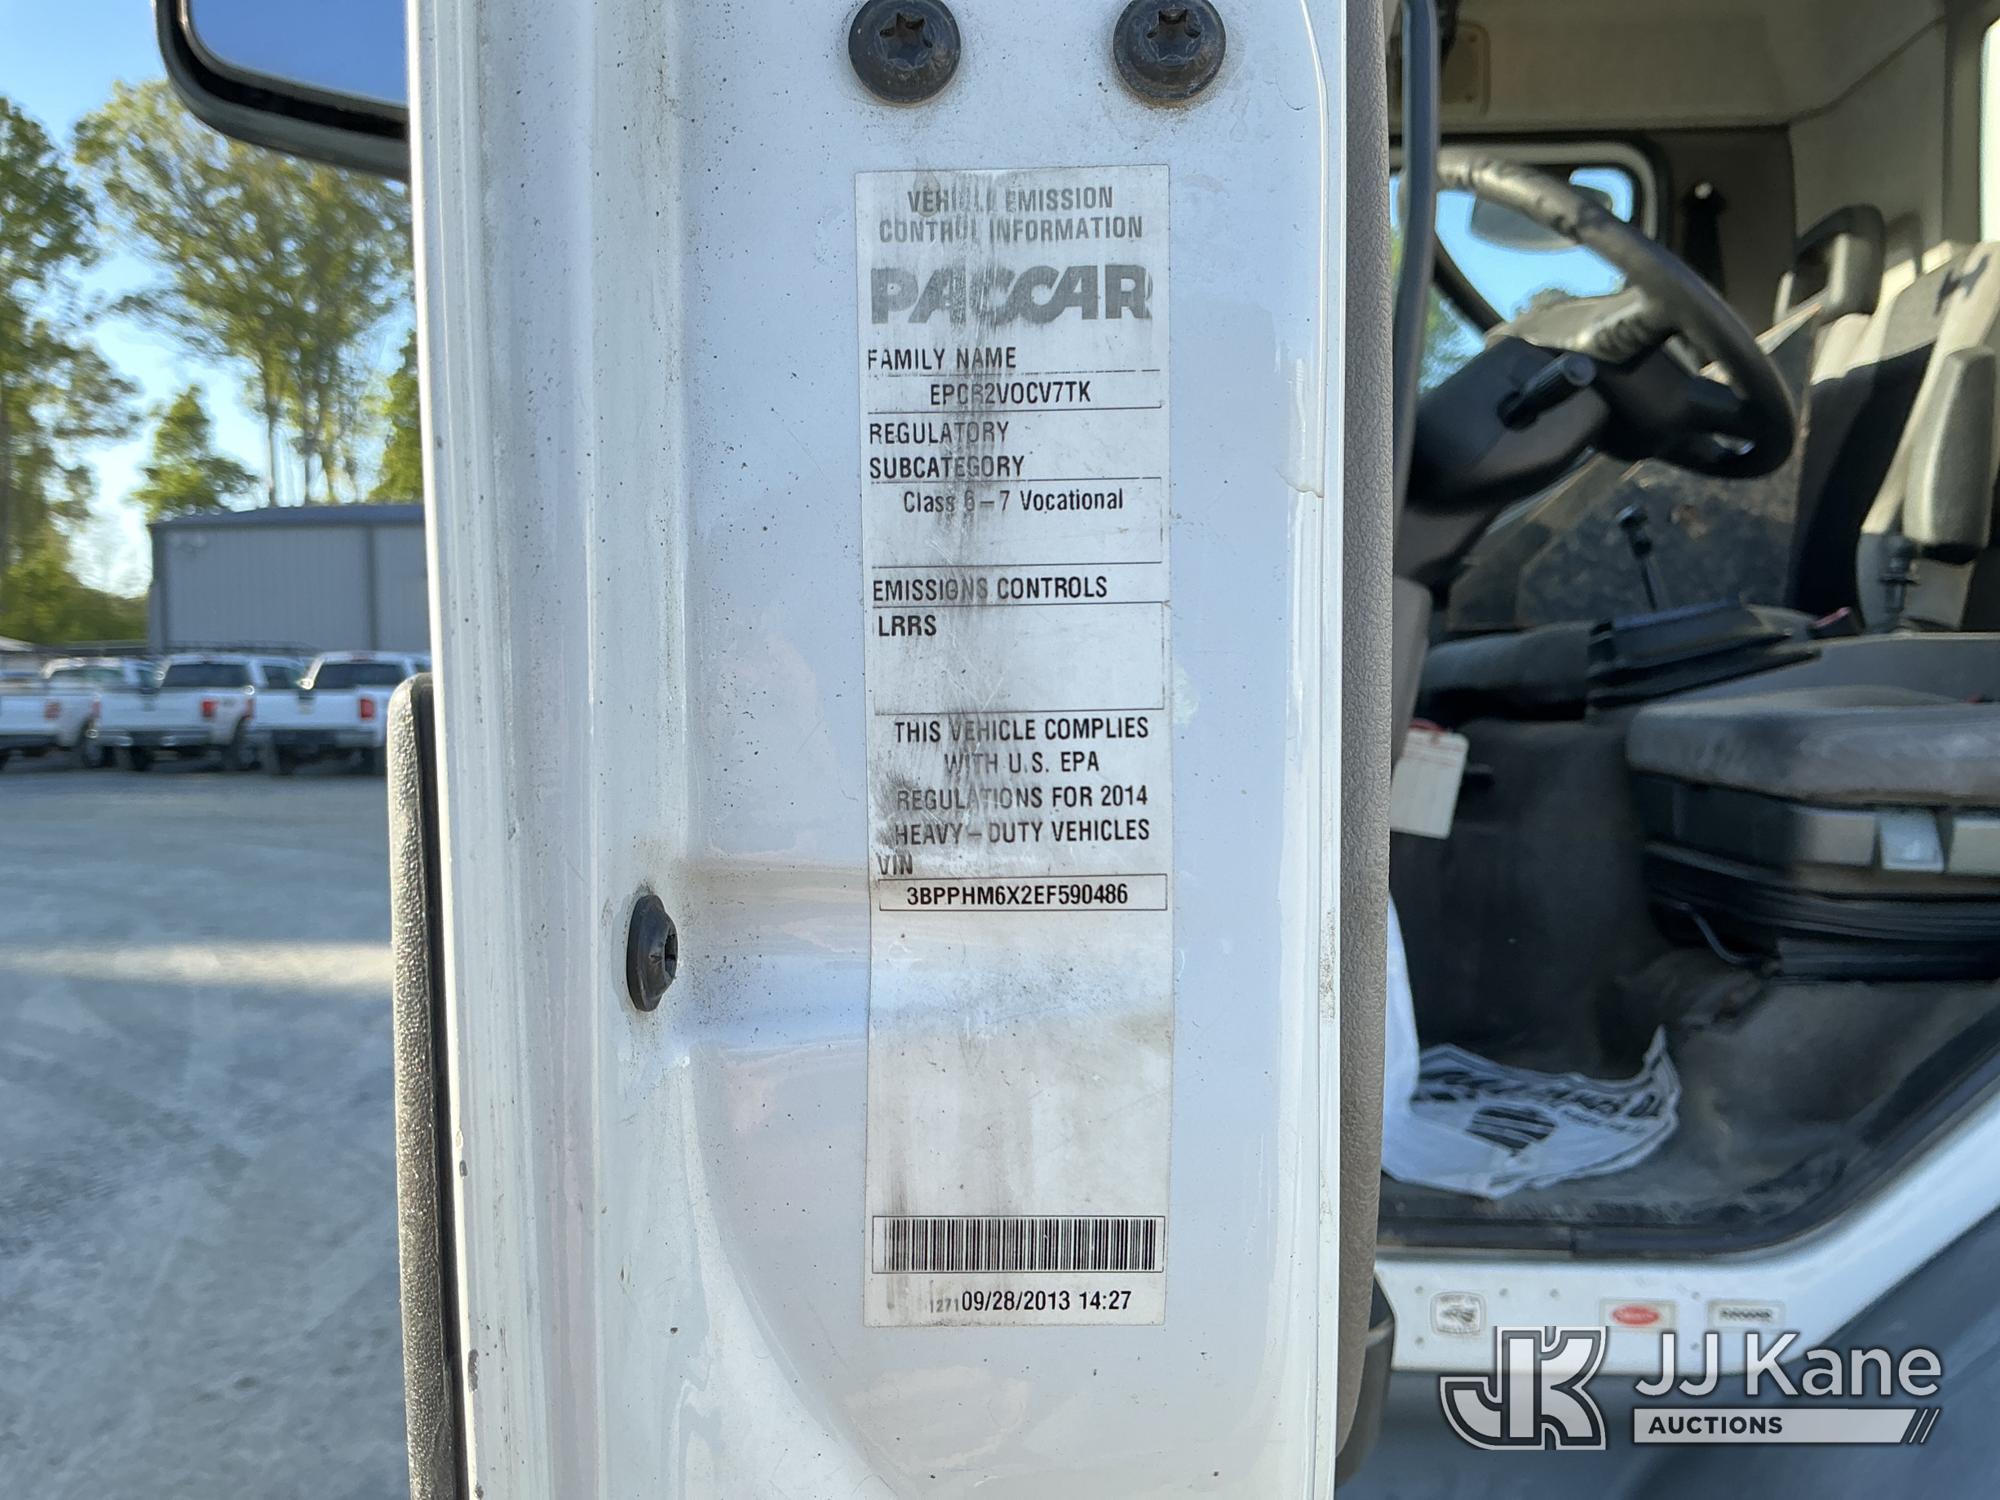 VEHICLE EMISSION
CONTROL INFORMATION
PACCAR
FAMILY NAME
EPCR2VOCV7TK
REGULATORY
SUBCATEGORY
Class 6-7 Vocational
EMISSIONS CONTROLS
LRRS
THIS VEHICLE COMPLIES
WITH U.S. EPA
REGULATIONS FOR 2014
HEAVY-DUTY VEHICLES
VIN
3BPPHM6X2EF590486
1271 09/28/2013 14:27
JK JJ Kane
AUCTIONS